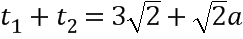 t₁ + t₂ = 3√2 + √2a